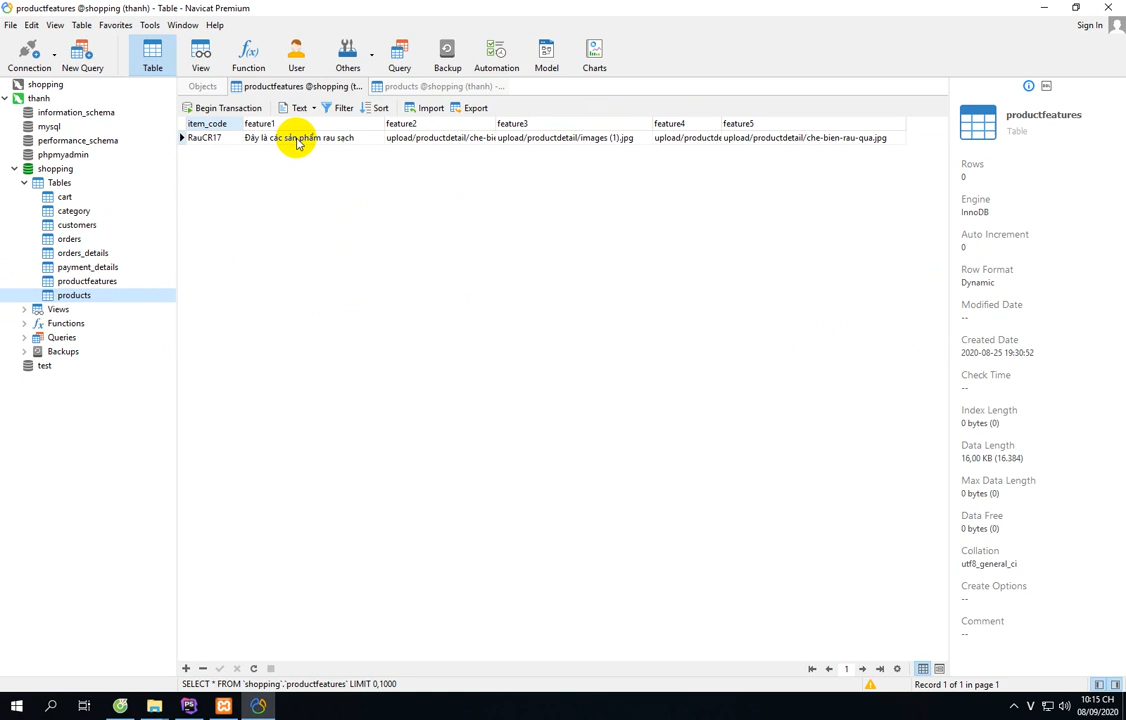 productfeatures @shopping (thanh) - Table - Navicat Premium
File Edit View Table Favorites Tools Window Help
Sign In
Connection New Query Table View Function User Others Query Backup Automation Model Charts
shopping
thanh
information_schema
mysql
performance_schema
phpmyadmin
shopping
Tables
cart
category
customers
orders
orders_details
payment_details
productfeatures
products
Views
Functions
Queries
Backups
test
Objects productfeatures @shopping (t... products @shopping (thanh) -...
Begin Transaction Text Filter Sort Import Export
item_code feature1 feature2 feature3 feature4 feature5
RauCR17 Đây là các sản phẩm rau sạch upload/productdetail/che-bie upload/productdetail/images (1).jpg upload/productde upload/productdetail/che-bien-rau-qua.jpg
1
SELECT * FROM `shopping`.`productfeatures` LIMIT 0,1000
Record 1 of 1 in page 1
productfeatures
Table
Rows
0
Engine
InnoDB
Auto Increment
0
Row Format
Dynamic
Modified Date
--
Created Date
2020-08-25 19:30:52
Check Time
--
Index Length
0 bytes (0)
Data Length
16,00 KB (16.384)
Max Data Length
0 bytes (0)
Data Free
0 bytes (0)
Collation
utf8_general_ci
Create Options
--
Comment
--
V
10:15 CH
08/09/2020